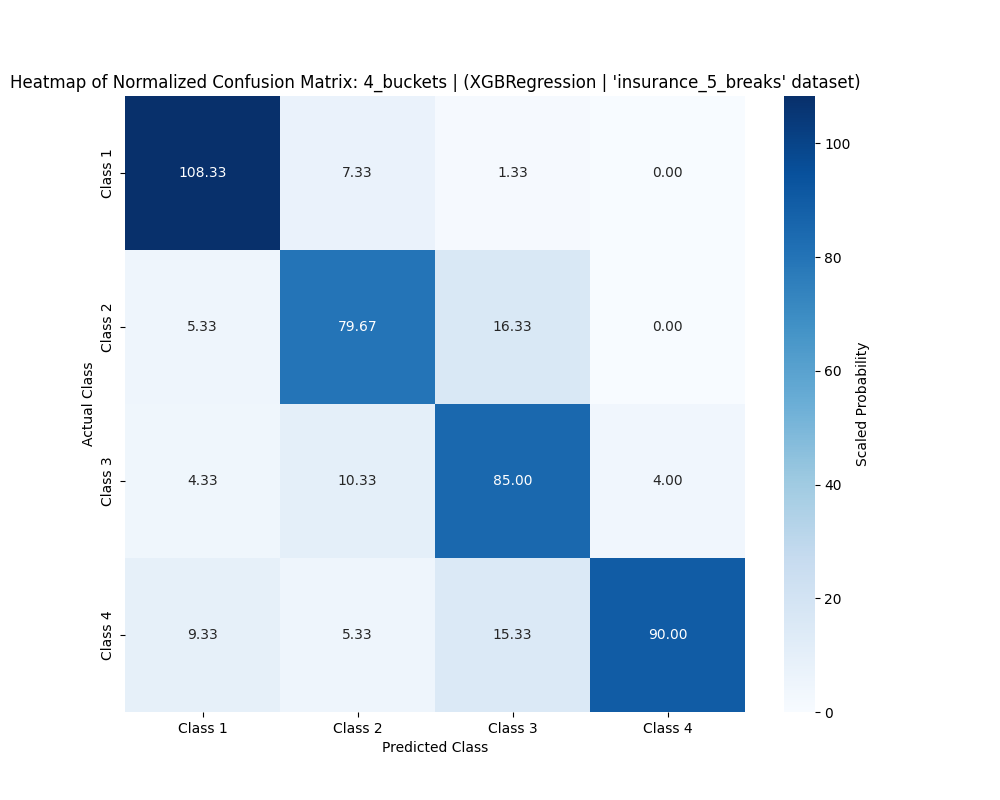 Heatmap of Normalized Confusion Matrix: 4_buckets | (XGBRegression | 'insurance_5_breaks' dataset)
Actual Class
Class 1
108.33 7.33 1.33 0.00
Class 2
5.33 79.67 16.33 0.00
Class 3
4.33 10.33 85.00 4.00
Class 4
9.33 5.33 15.33 90.00
Class 1 Class 2 Class 3 Class 4
Predicted Class
100
80
60
40
20
0
Scaled Probability